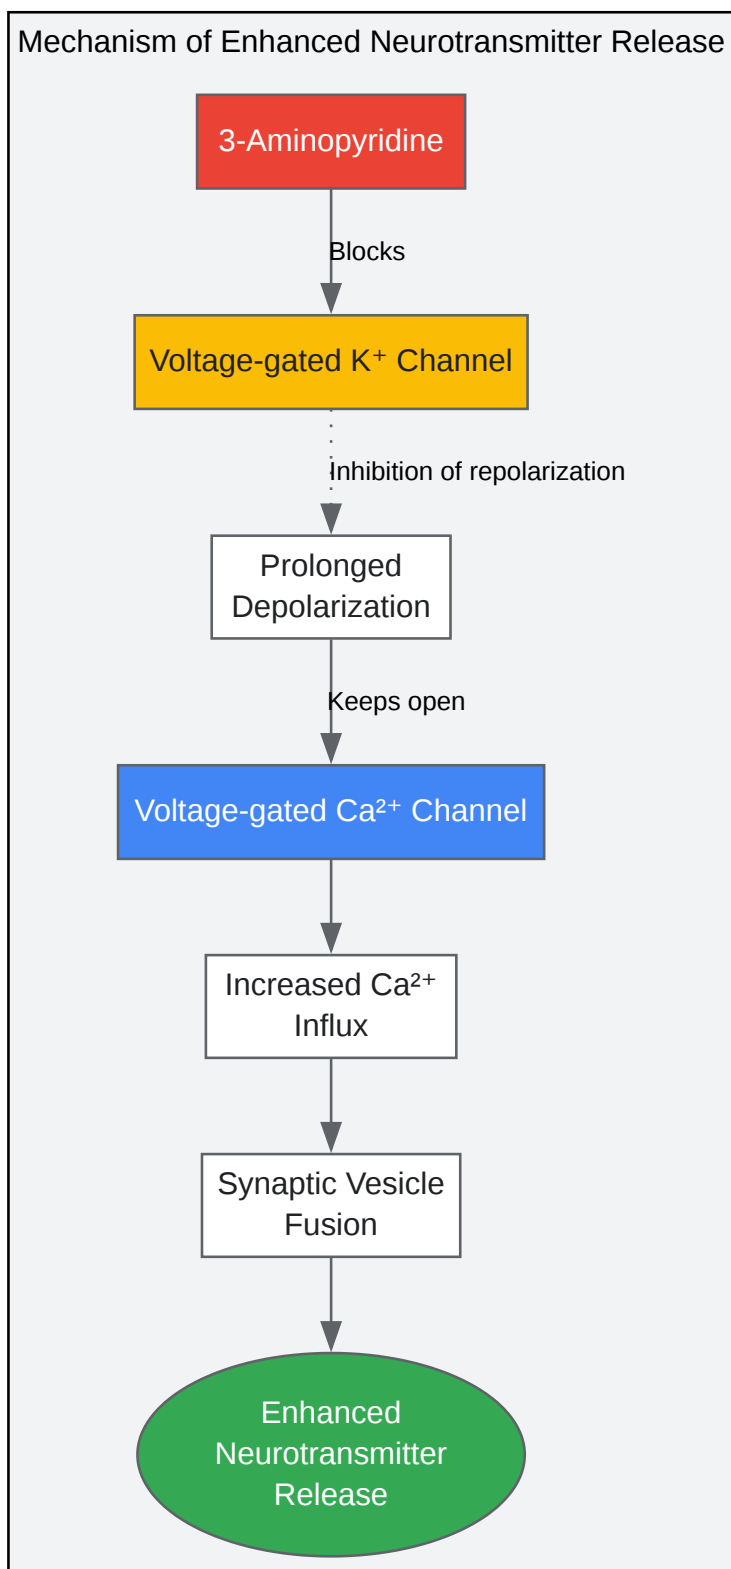 Mechanism of Enhanced Neurotransmitter Release
3-Aminopyridine
Blocks
Voltage-gated K⁺ Channel
Inhibition of repolarization
Prolonged
Depolarization
Keeps open
Voltage-gated Ca²⁺ Channel
Increased Ca²⁺
Influx
Synaptic Vesicle
Fusion
Enhanced
Neurotransmitter
Release